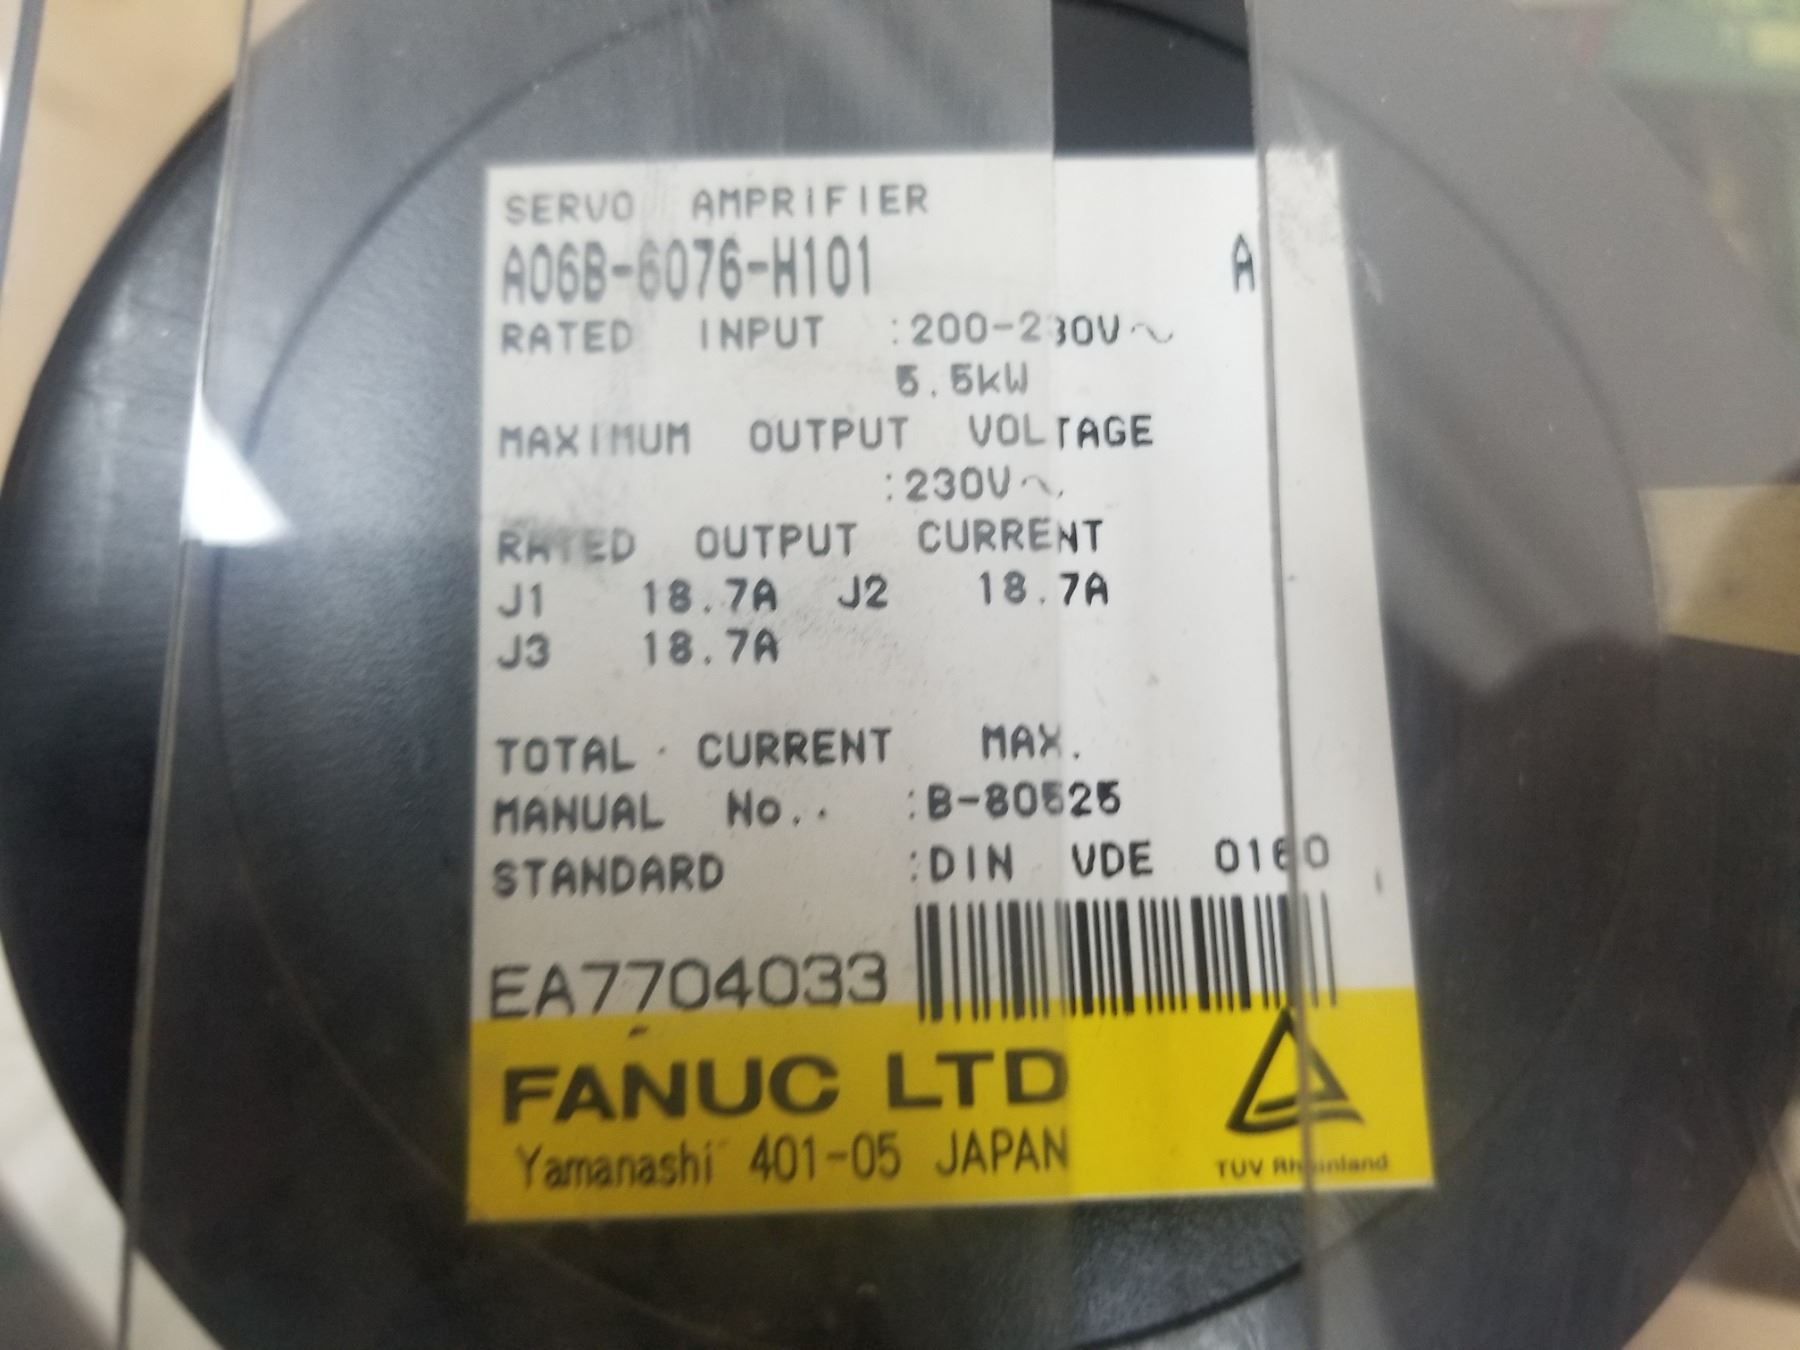 SERVO AMPRIFIER
A06B-6076-H101 A
RATED INPUT :200-230V~
5.5kW
MAXIMUM OUTPUT VOLTAGE
:230V~
RATED OUTPUT CURRENT
J1 18.7A J2 18.7A
J3 18.7A
TOTAL CURRENT MAX.
MANUAL No.. :B-80525
STANDARD :DIN VDE 0160
EA7704033
FANUC LTD
Yamanashi 401-05 JAPAN
TÜV Rheinland